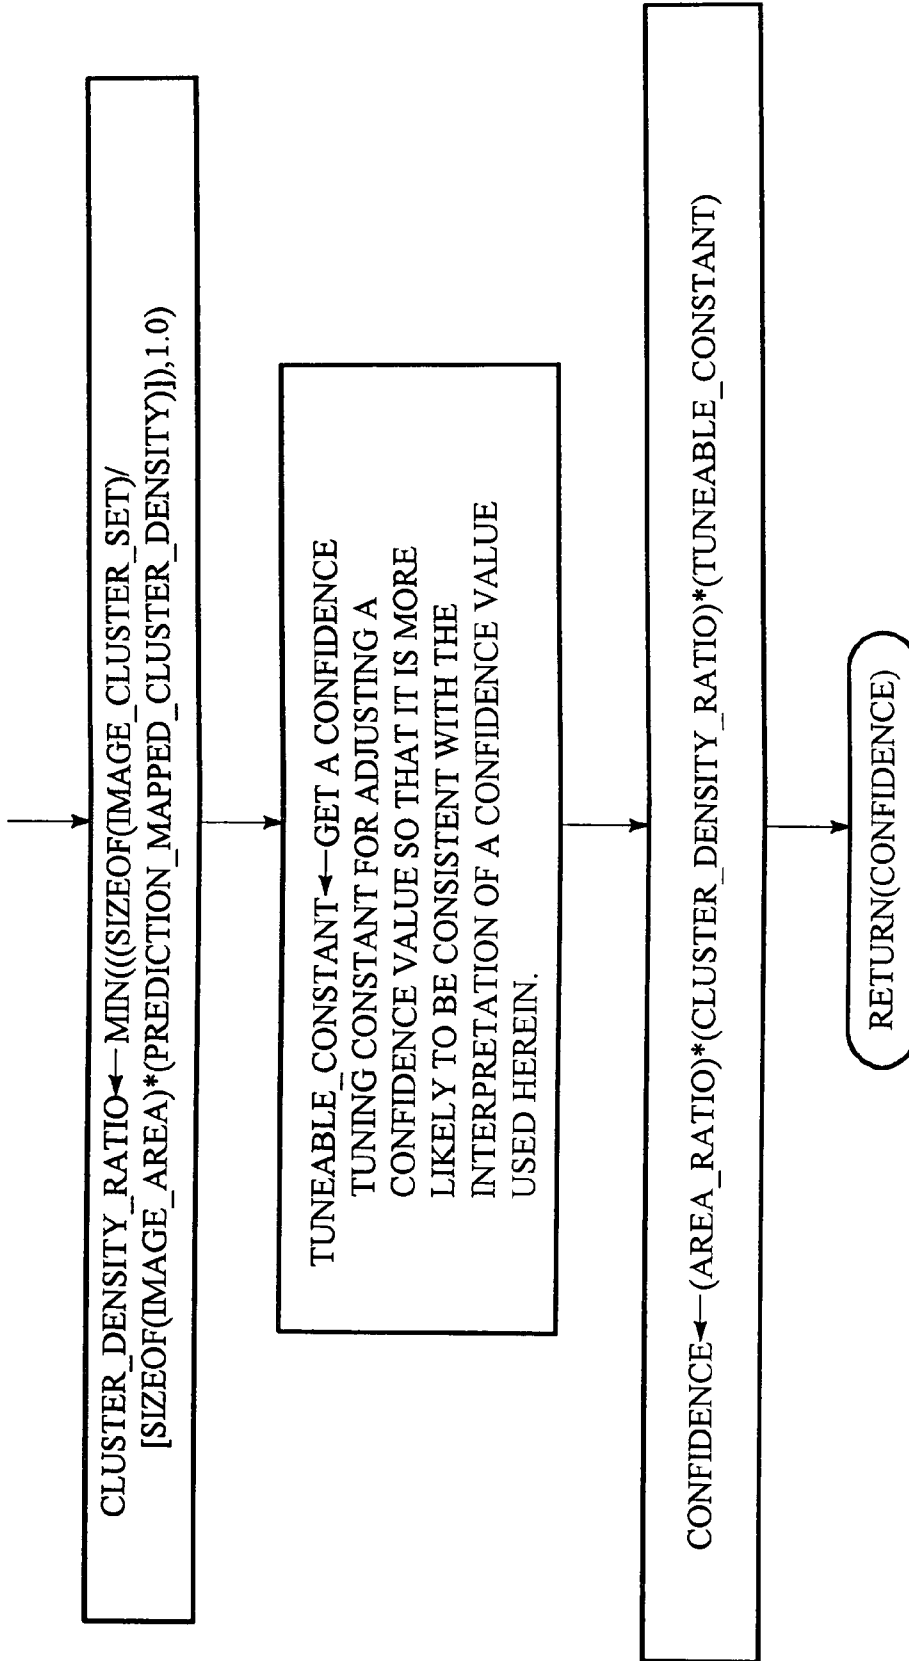 CLUSTER_DENSITY_RATIO←MIN(((SIZEOF(IMAGE_CLUSTER_SET)/
[SIZEOF(IMAGE_AREA)*(PREDICTION_MAPPED_CLUSTER_DENSITY)]),1.0)
TUNEABLE_CONSTANT←GET A CONFIDENCE
TUNING CONSTANT FOR ADJUSTING A
CONFIDENCE VALUE SO THAT IT IS MORE
LIKELY TO BE CONSISTENT WITH THE
INTERPRETATION OF A CONFIDENCE VALUE
USED HEREIN.
CONFIDENCE←(AREA_RATIO)*(CLUSTER_DENSITY_RATIO)*(TUNEABLE_CONSTANT)
RETURN(CONFIDENCE)